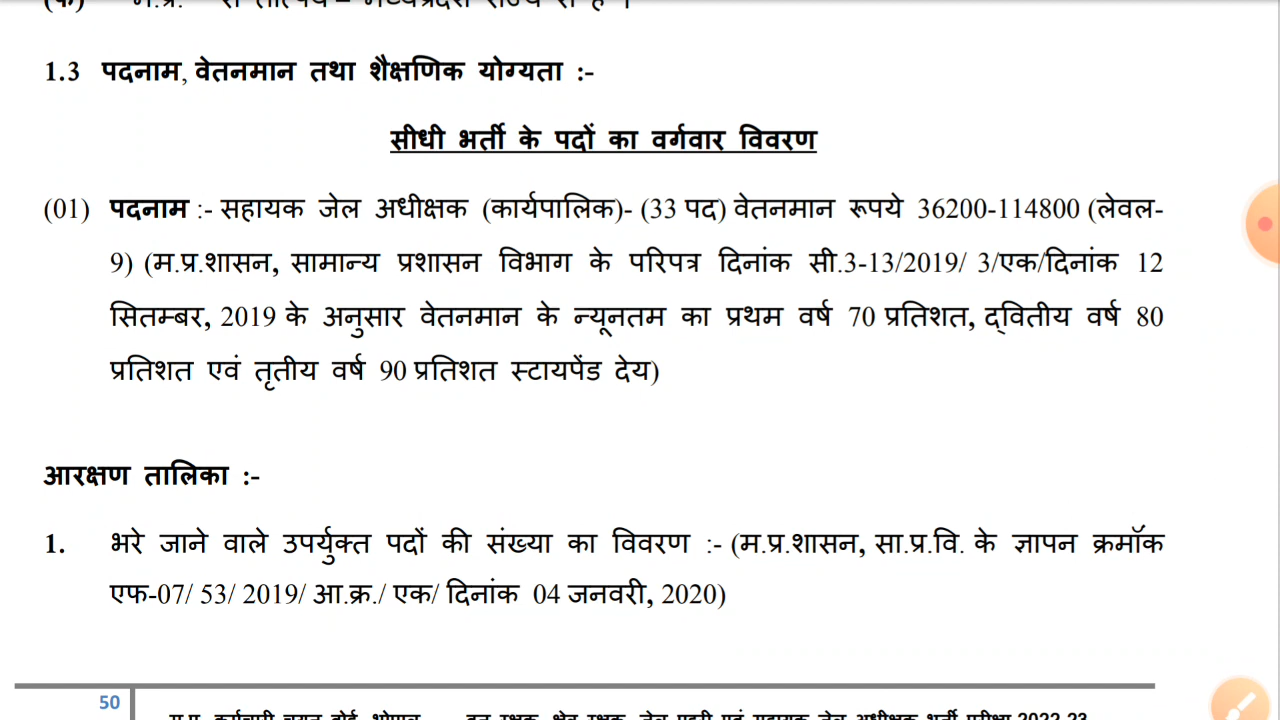 1.3 पदनाम, वेतनमान तथा शैक्षणिक योग्यता :-
सीधी भर्ती के पदों का वर्गवार विवरण
(01) पदनाम :- सहायक जेल अधीक्षक (कार्यपालिक)- (33 पद) वेतनमान रूपये 36200-114800 (लेवल-
9) (म.प्र.शासन, सामान्य प्रशासन विभाग के परिपत्र दिनांक सी.3-13/2019/ 3/एक/दिनांक 12
सितम्बर, 2019 के अनुसार वेतनमान के न्यूनतम का प्रथम वर्ष 70 प्रतिशत, द्वितीय वर्ष 80
प्रतिशत एवं तृतीय वर्ष 90 प्रतिशत स्टायपेंड देय)
आरक्षण तालिका :-
1. भरे जाने वाले उपर्युक्त पदों की संख्या का विवरण :- (म.प्र.शासन, सा.प्र.वि. के ज्ञापन क्रमॉक
एफ-07/ 53/ 2019/ आ.क्र./ एक/ दिनांक 04 जनवरी, 2020)
50